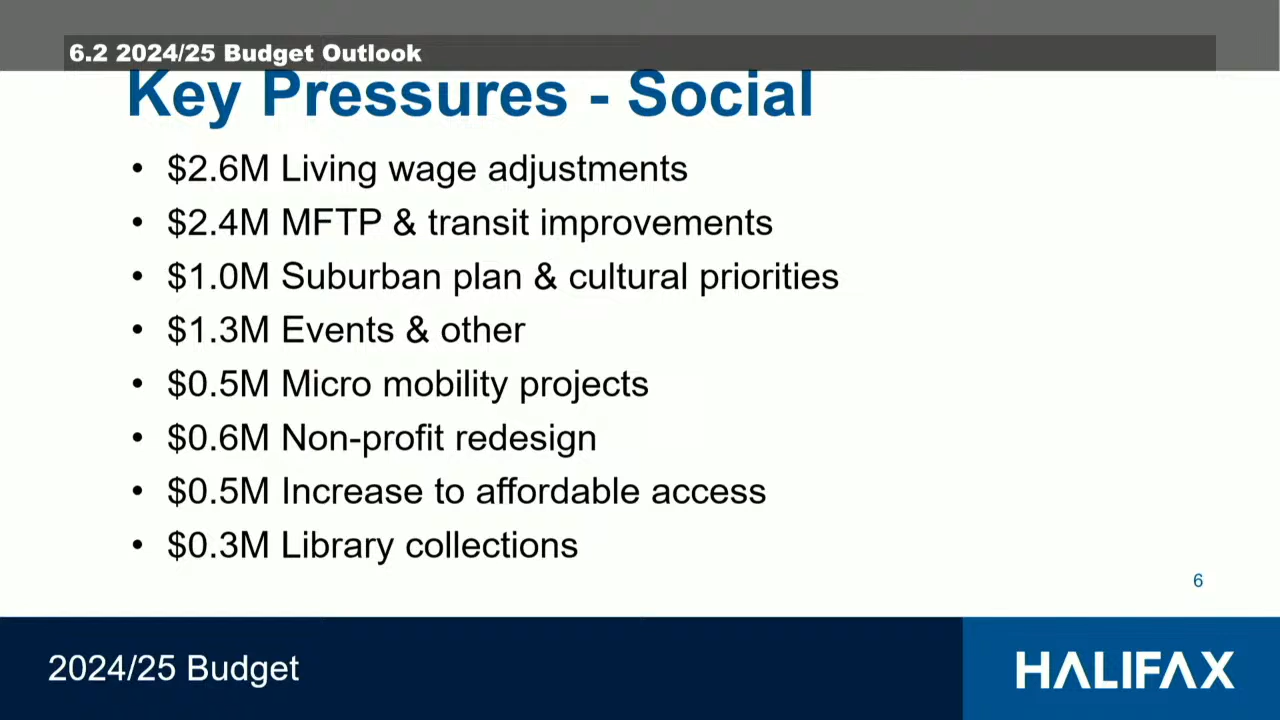 6.2 2024/25 Budget Outlook
Key Pressures - Social
• $2.6M Living wage adjustments
• $2.4M MFTP & transit improvements
• $1.0M Suburban plan & cultural priorities
• $1.3M Events & other
• $0.5M Micro mobility projects
• $0.6M Non-profit redesign
• $0.5M Increase to affordable access
• $0.3M Library collections
6
2024/25 Budget
HALIFAX